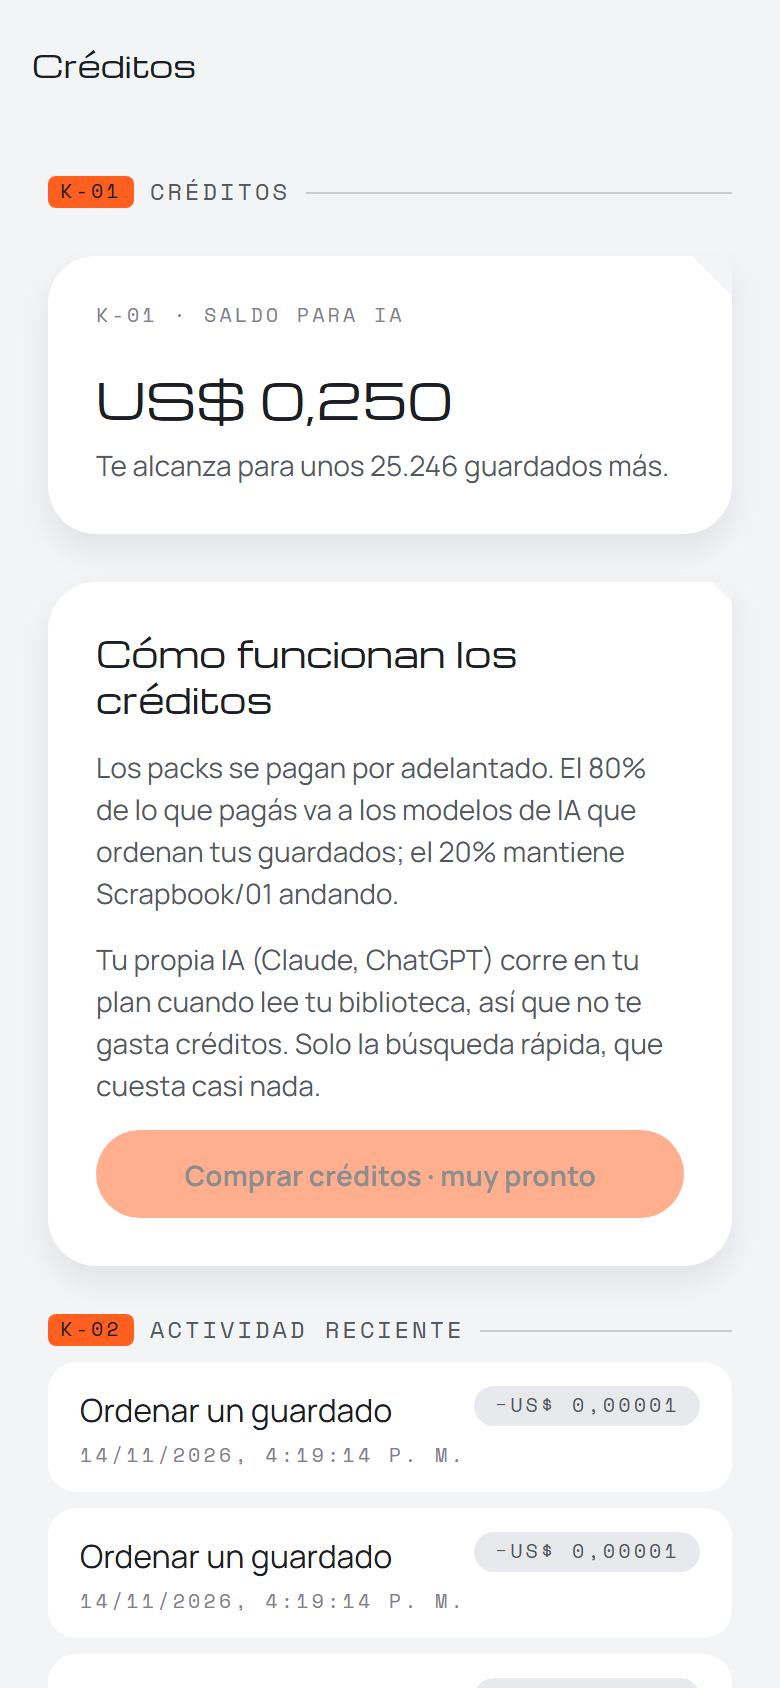 Créditos
K-01 CRÉDITOS
K-01 · SALDO PARA IA
US$ 0,250
Te alcanza para unos 25.246 guardados más.
Cómo funcionan los
créditos
Los packs se pagan por adelantado. El 80%
de lo que pagás va a los modelos de IA que
ordenan tus guardados; el 20% mantiene
Scrapbook/01 andando.
Tu propia IA (Claude, ChatGPT) corre en tu
plan cuando lee tu biblioteca, así que no te
gasta créditos. Solo la búsqueda rápida, que
cuesta casi nada.
Comprar créditos · muy pronto
K-02 ACTIVIDAD RECIENTE
Ordenar un guardado −US$ 0,00001
14/11/2026, 4:19:14 P. M.
Ordenar un guardado −US$ 0,00001
14/11/2026, 4:19:14 P. M.